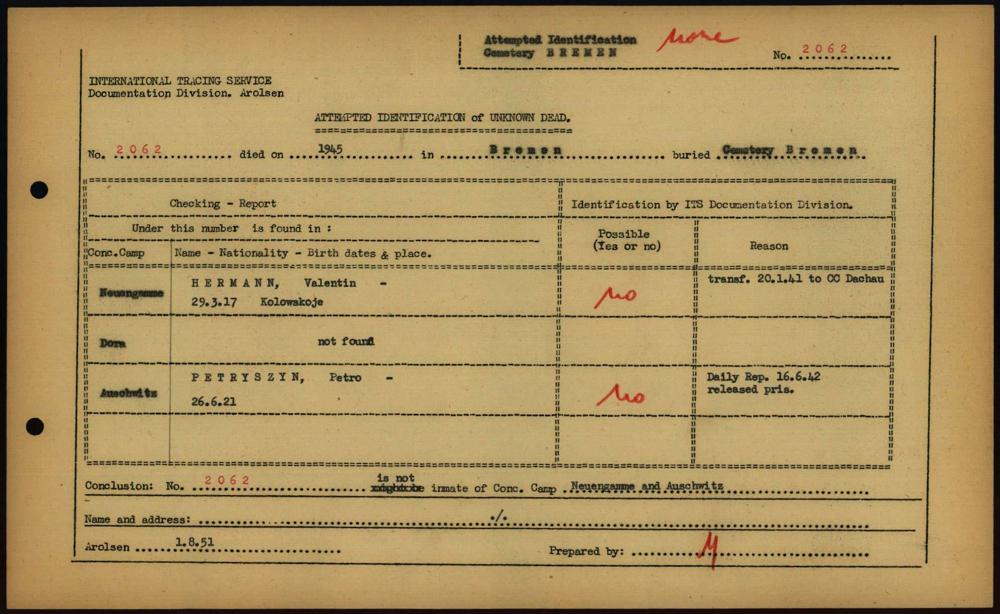 Attempted Identification none
Cemetery B R E M E N No. 2062
INTERNATIONAL TRACING SERVICE
Documentation Division. Arolsen
ATTEMPTED IDENTIFICATION of UNKNOWN DEAD.
No. 2062 died on 1945 in B r e m e n buried Cemetery B r e m e n
Checking - Report Identification by ITS Documentation Division.
Under this number is found in :
Possible
(Yes or no) Reason
Conc.Camp Name - Nationality - Birth dates & place.
Neuengamme H E R M A N N, Valentin - no transf. 20.1.41 to CC Dachau
29.3.17 Kolowskoje
Dora not found
Auschwitz P E T R Y S Z Y N, Petro - no Daily Rep. 16.6.42
26.6.21 released pris.
Conclusion: No. 2062 is not inmate of Conc. Camp Neuengamme and Auschwitz
Name and address: ./.
Arolsen 1.8.51 Prepared by: M